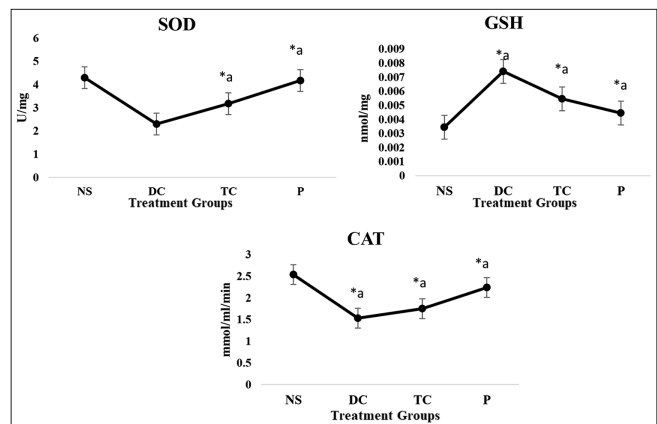 SOD
6
5
4
3
2
1
0
U/mg
*a
*a
NS DC TC P
Treatment Groups
GSH
0.009
0.008
0.007
0.006
0.005
0.004
0.003
0.002
0.001
0
nmol/mg
*a
*a
*a
NS DC TC P
Treatment Groups
CAT
3
2.5
2
1.5
1
0.5
0
mmol/ml/min
*a
*a
*a
NS DC TC P
Treatment Groups